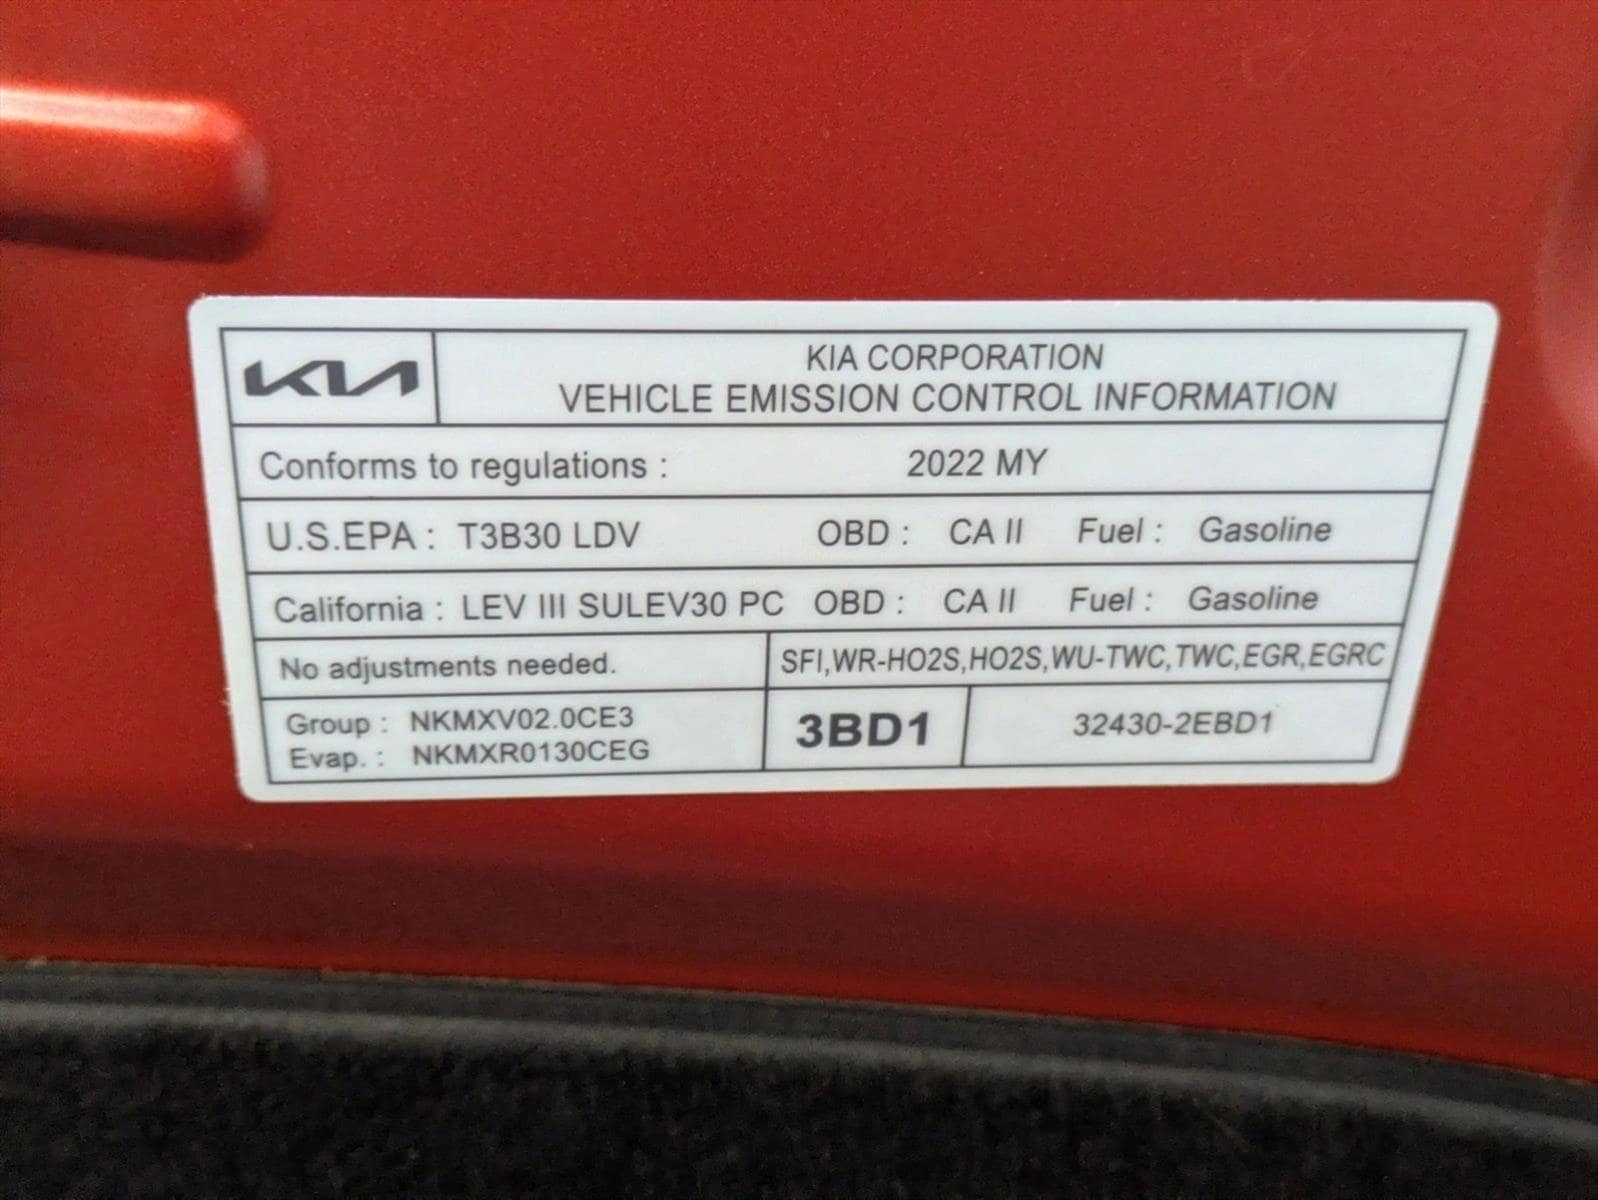 KIA
KIA CORPORATION
VEHICLE EMISSION CONTROL INFORMATION
Conforms to regulations : 2022 MY
U.S.EPA : T3B30 LDV OBD : CA II Fuel : Gasoline
California : LEV III SULEV30 PC OBD : CA II Fuel : Gasoline
No adjustments needed. SFI,WR-HO2S,HO2S,WU-TWC,TWC,EGR,EGRC
Group : NKMXV02.0CE3
Evap. : NKMXR0130CEG
3BD1 32430-2EBD1